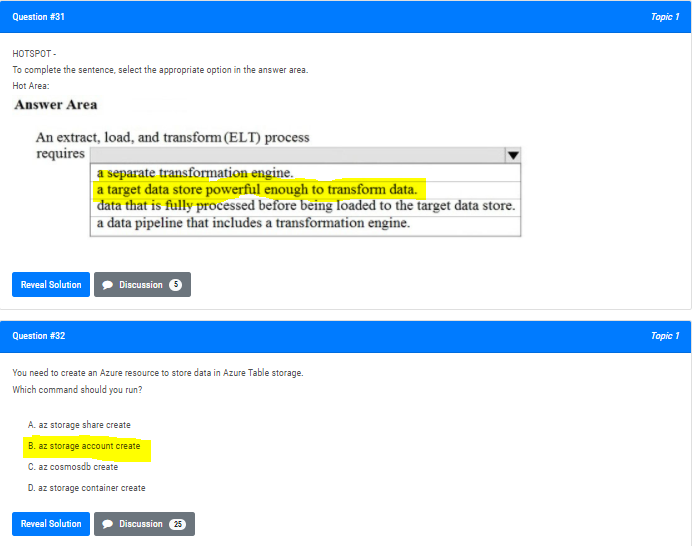 Question #31
Topic 1
HOTSPOT -
To complete the sentence, select the appropriate option in the answer area.
Hot Area:
Answer Area
An extract, load, and transform (ELT) process
requires
a separate transformation engine.
a target data store powerful enough to transform data.
data that is fully processed before being loaded to the target data store.
a data pipeline that includes a transformation engine.
Reveal Solution
Discussion 5
Question #32
Topic 1
You need to create an Azure resource to store data in Azure Table storage.
Which command should you run?
A. az storage share create
B. az storage account create
C. az cosmosdb create
D. az storage container create
Reveal Solution
Discussion 25